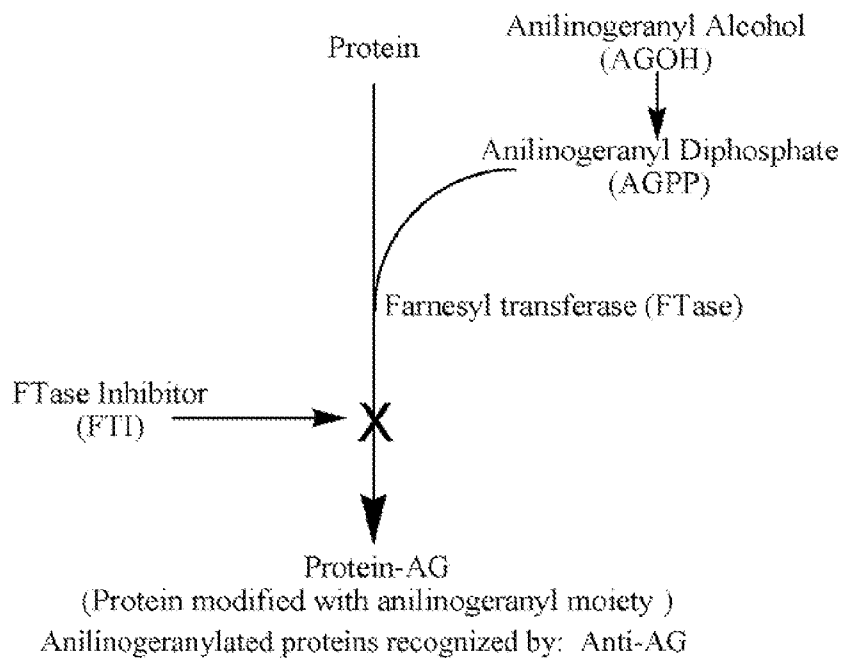 Protein
Anilinogeranyl Alcohol
(AGOH)
Anilinogeranyl Diphosphate
(AGPP)
Farnesyl transferase (FTase)
FTase Inhibitor
(FTI)
X
Protein-AG
(Protein modified with anilinogeranyl moiety )
Anilinogeranylated proteins recognized by: Anti-AG